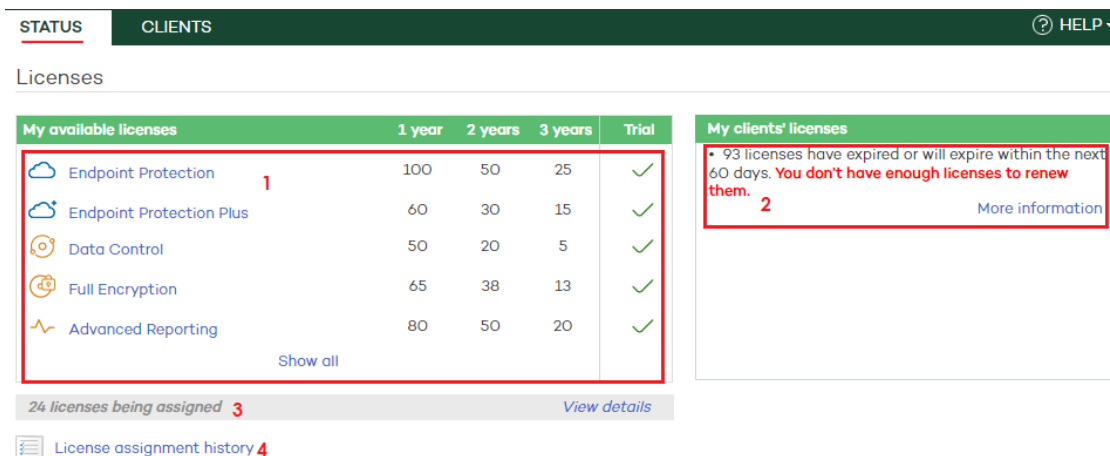 STATUS CLIENTS HELP
Licenses
My available licenses 1 year 2 years 3 years Trial
Endpoint Protection 1 100 50 25
Endpoint Protection Plus 60 30 15
Data Control 50 20 5
Full Encryption 65 38 13
Advanced Reporting 80 50 20
Show all
My clients' licenses
• 93 licenses have expired or will expire within the next
60 days. You don't have enough licenses to renew
them. 2
More information
24 licenses being assigned 3 View details
License assignment history 4